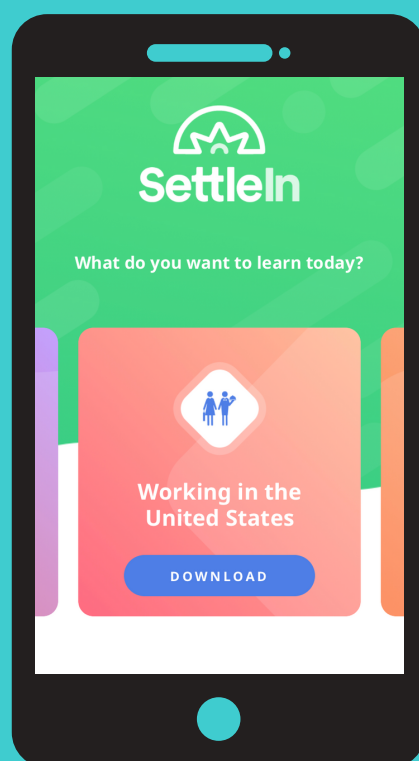 SettleIn
What do you want to learn today?
Working in the
United States
DOWNLOAD